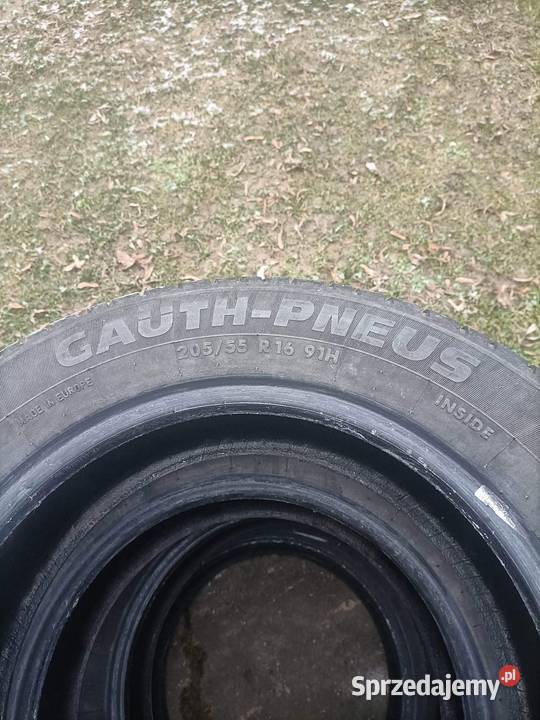 GAUTH-PNEUS
205/55 R16 91H
MADE IN EUROPE
INSIDE
Sprzedajemy.pl